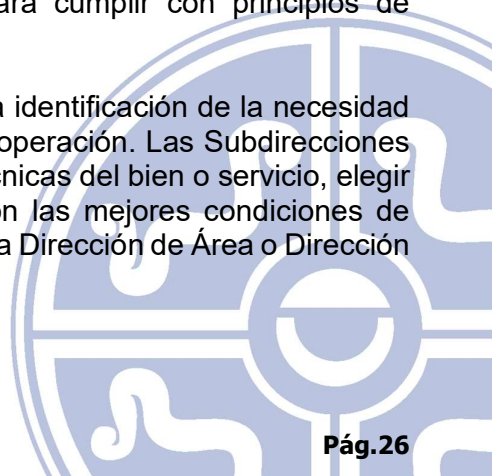 ara cumplir con principios de
a identificación de la necesidad
operación. Las Subdirecciones
cnicas del bien o servicio, elegir
on las mejores condiciones de
a Dirección de Área o Dirección
Pág.26